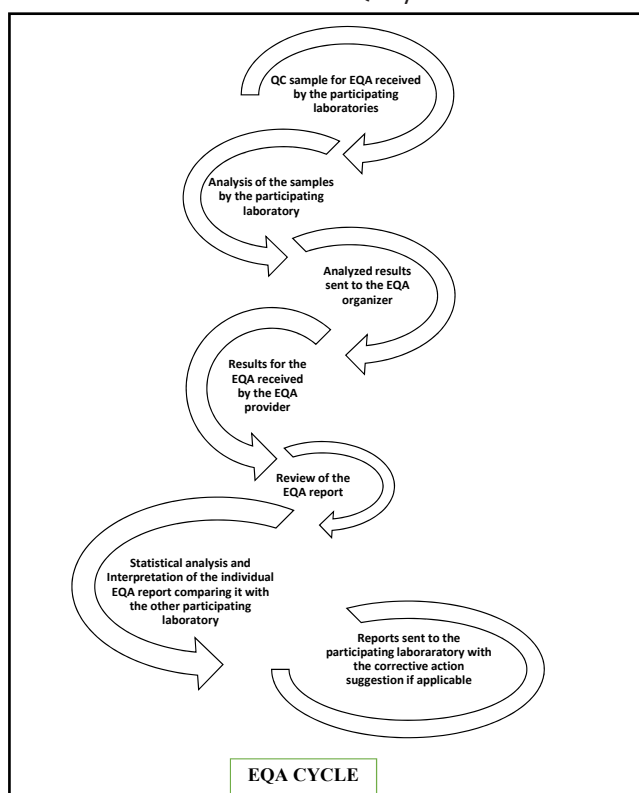 QC sample for EQA received
by the participating
laboratories
Analysis of the samples
by the participating
laboratory
Analyzed results
sent to the EQA
organizer
Results for the
EQA received
by the EQA
provider
Review of the
EQA report
Statistical analysis and
Interpretation of the individual
EQA report comparing it with
the other participating
laboratory
Reports sent to the
participating laboraratory with
the corrective action
suggestion if applicable
EQA CYCLE